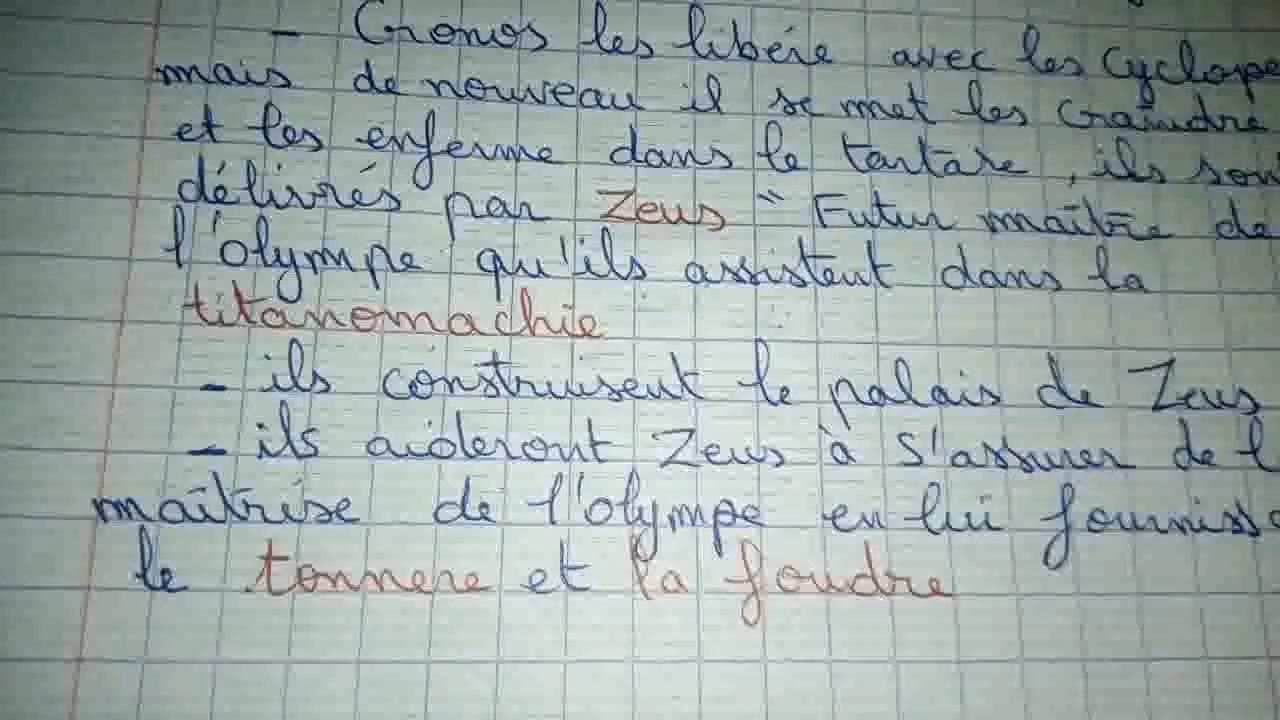 - Cronos les libére avec les Cyclope
mais de nouveau il se met les Craindre
et les enferme dans le tartare, ils son
délivrés par Zeus " Futur maître de
l'olympe qu'ils assistent dans la
titanomachie
- ils construisent le palais de Zeus
- ils aideront Zeus à s'assurer de l
maîtrise de l'olympe en lui fourniss
le tonnere et la foudre